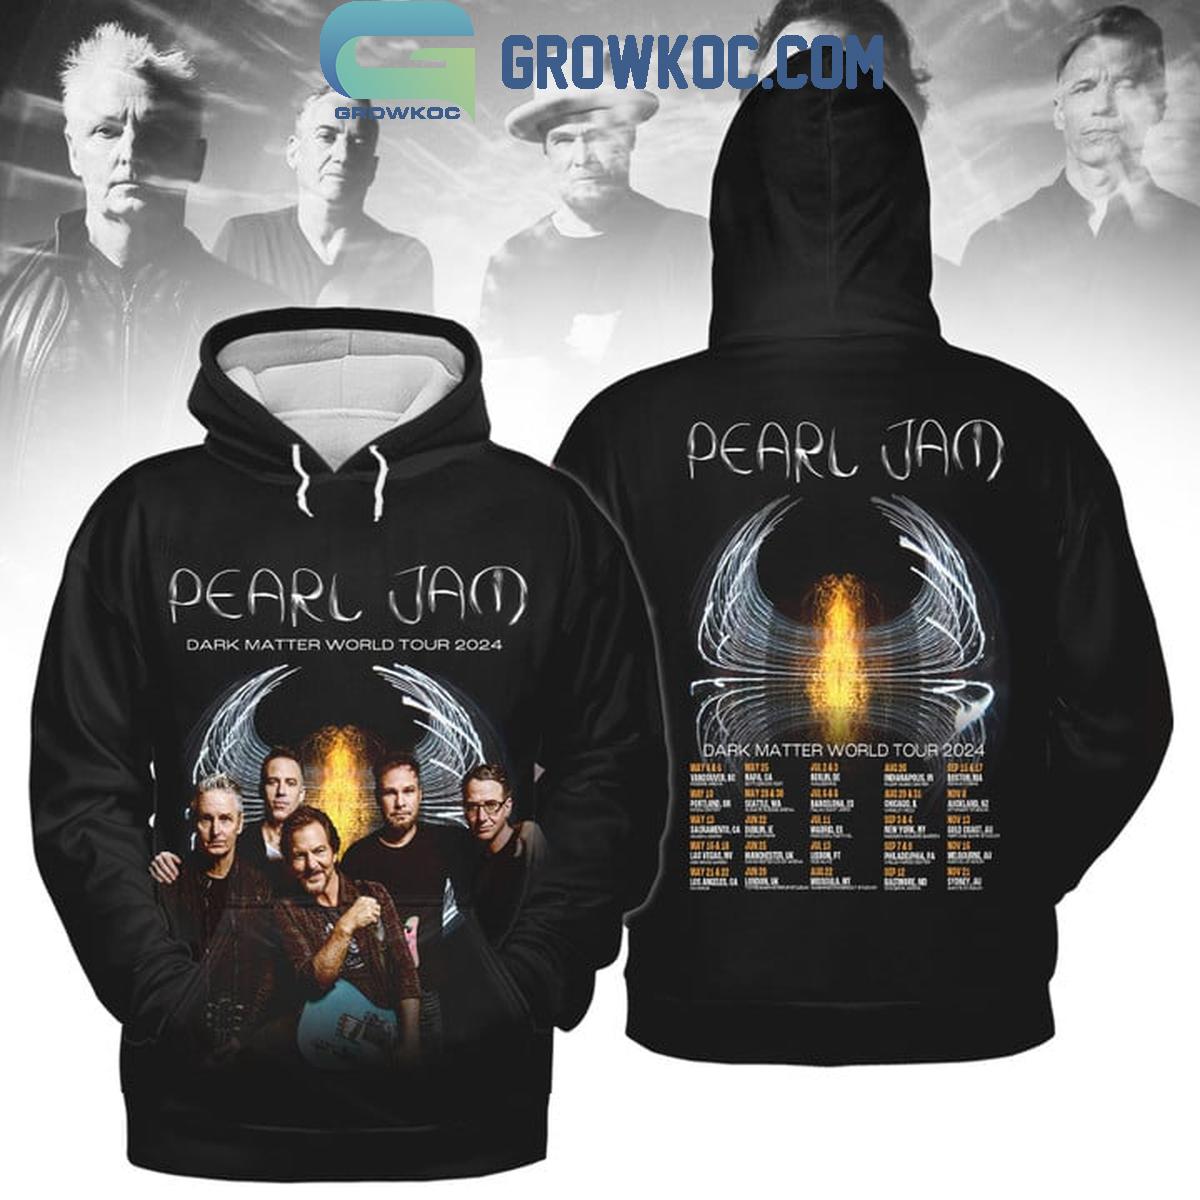 GROWKOC
GROWKOC.COM
PEARL JAM
DARK MATTER WORLD TOUR 2024
PEARL JAM
DARK MATTER WORLD TOUR 2024
MAY 4 & 6
VANCOUVER, BC
MAY 10
PORTLAND, OR
MAY 13
SACRAMENTO, CA
MAY 16 & 18
LAS VEGAS, NV
MAY 21 & 22
LOS ANGELES, CA
MAY 25
NAPA, CA
MAY 28 & 30
SEATTLE, WA
JUN 22
DUBLIN, IE
JUN 25
MANCHESTER, UK
JUN 29
LONDON, UK
JUL 2 & 3
BERLIN, DE
JUL 6 & 8
BARCELONA, ES
JUL 11
MADRID, ES
JUL 13
LISBON, PT
AUG 22
MISSOULA, MT
AUG 26
INDIANAPOLIS, IN
AUG 29 & 31
CHICAGO, IL
SEP 3 & 4
NEW YORK, NY
SEP 7 & 9
PHILADELPHIA, PA
SEP 12
BALTIMORE, MD
SEP 15 & 17
BOSTON, MA
NOV 8
AUCKLAND, NZ
NOV 13
GOLD COAST, AU
NOV 16
MELBOURNE, AU
NOV 21
SYDNEY, AU